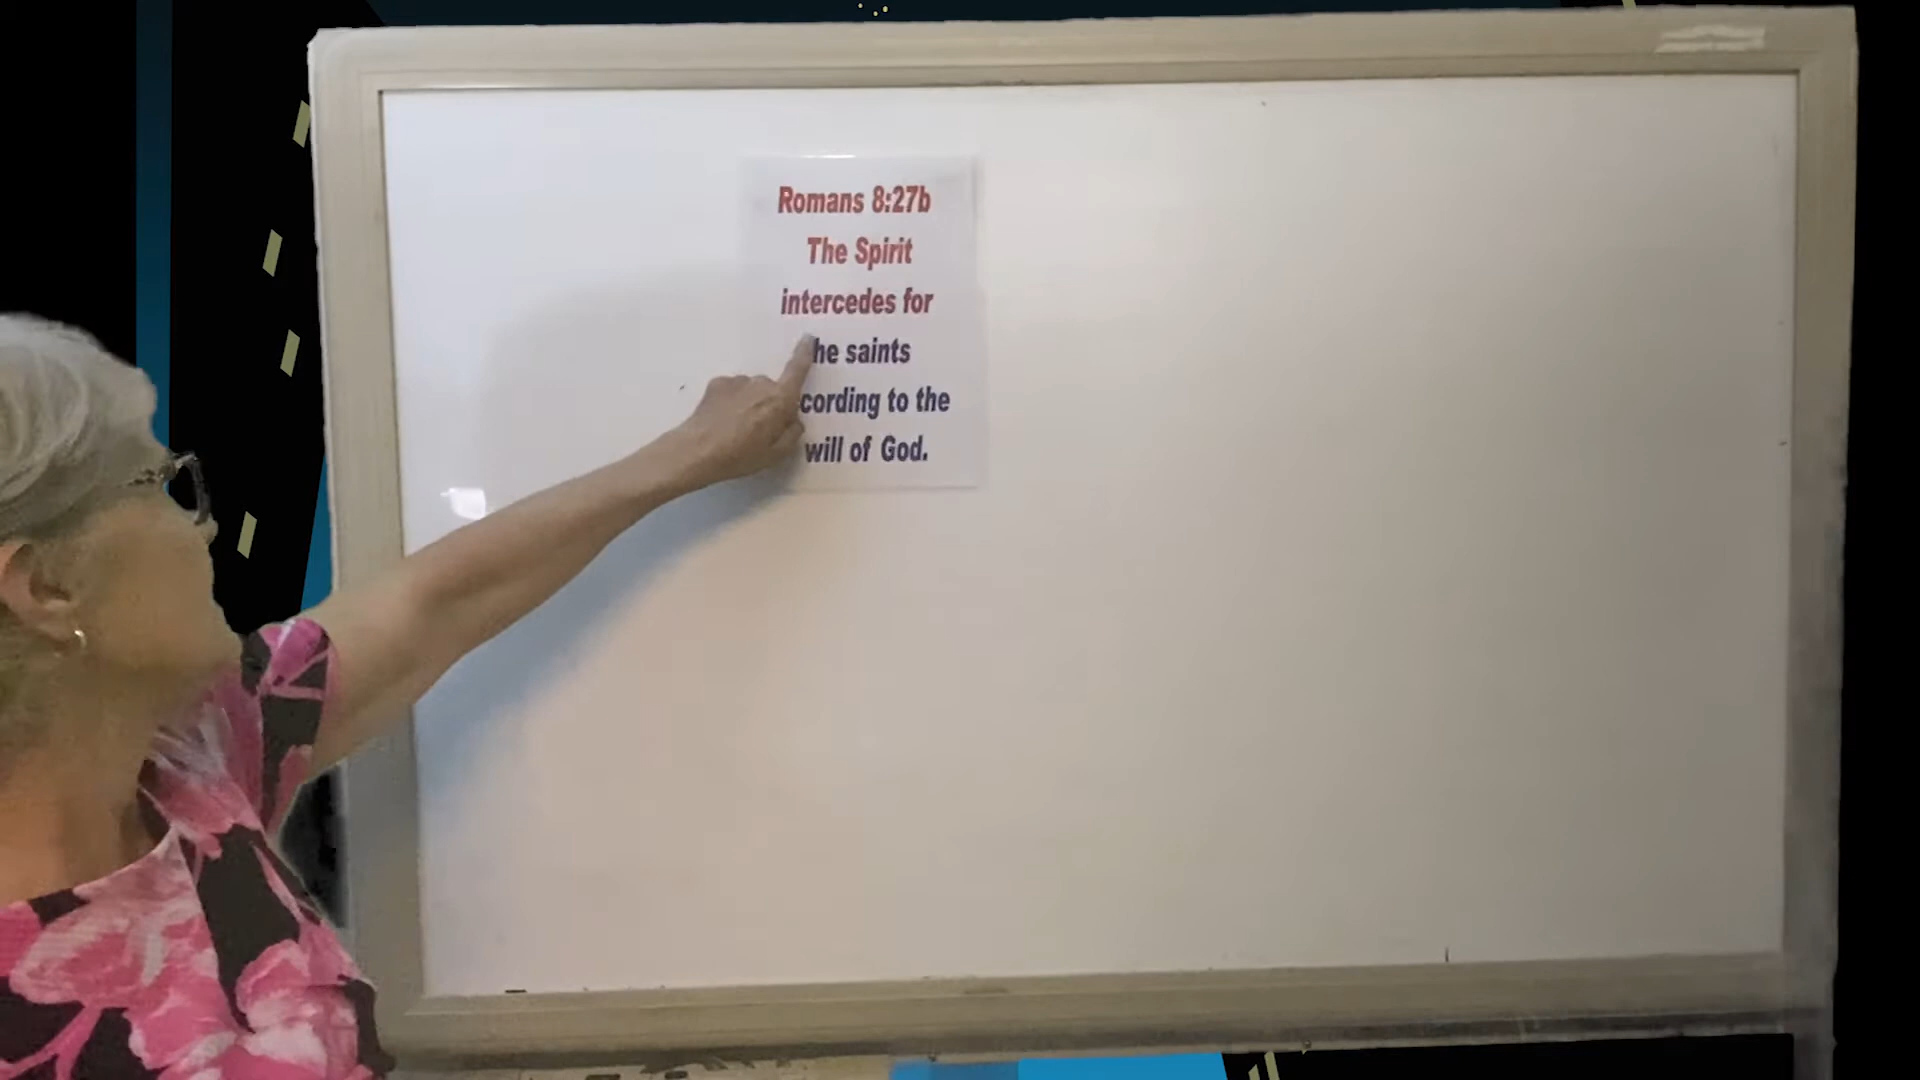 Romans 8:27b
The Spirit
intercedes for
he saints
cording to the
will of God.